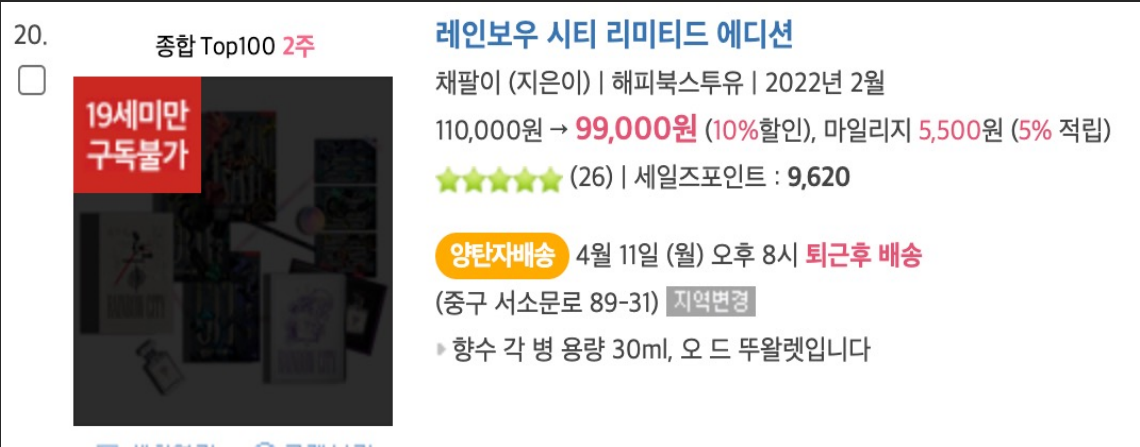 20.
종합 Top100 2주
19세미만
구독불가
RAINBOW CITY
RAINBOW CITY
레인보우 시티 리미티드 에디션
채팔이 (지은이) | 해피북스투유 | 2022년 2월
110,000원 → 99,000원 (10%할인), 마일리지 5,500원 (5% 적립)
(26) | 세일즈포인트 : 9,620
양탄자배송 4월 11일 (월) 오후 8시 퇴근후 배송
(중구 서소문로 89-31) 지역변경
향수 각 병 용량 30ml, 오 드 뚜왈렛입니다